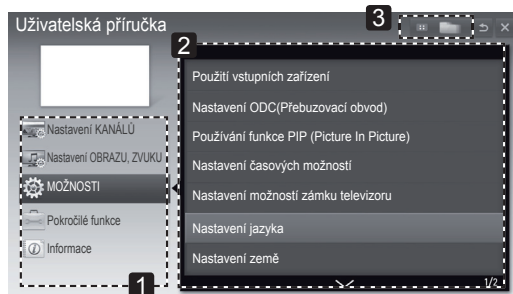 Uživatelská příručka
3
2
Použití vstupních zařízení
Nastavení ODC(Přebuzovací obvod)
Používání funkce PIP (Picture In Picture)
Nastavení časových možností
Nastavení možností zámku televizoru
Nastavení jazyka
Nastavení země
1/2
Nastavení KANÁLŮ
Nastavení OBRAZU, ZVUKU
MOŽNOSTI
Pokročilé funkce
Informace
1